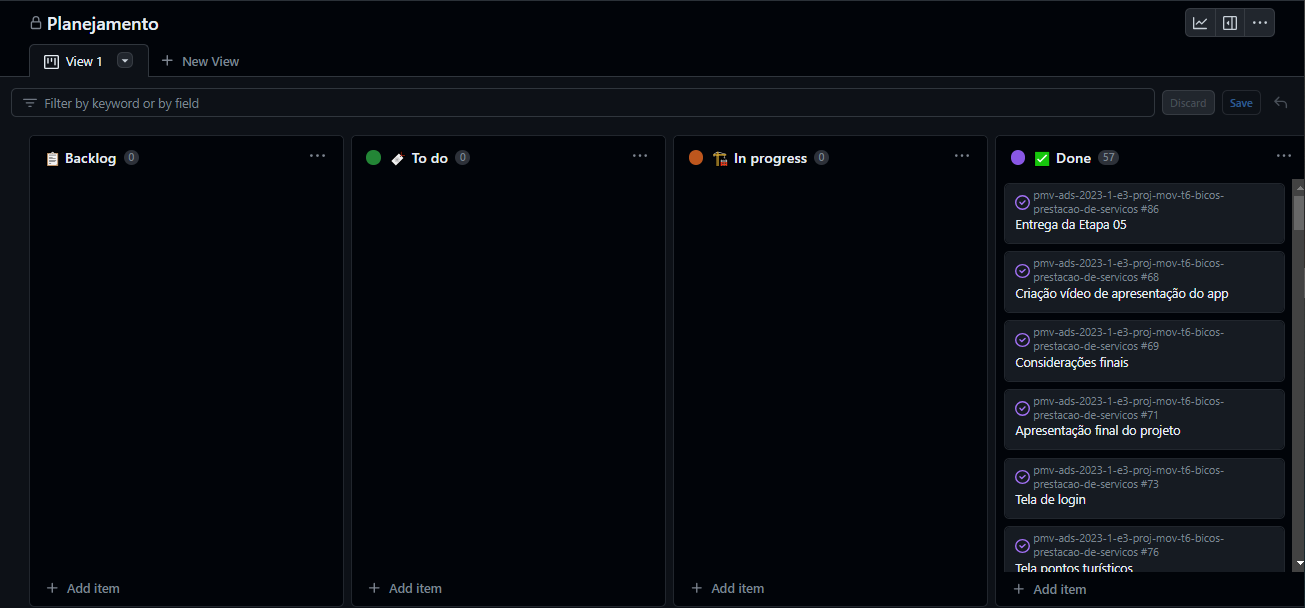 Planejamento
View 1
New View
Filter by keyword or by field
Discard
Save
Backlog 0
Add item
To do 0
Add item
In progress 0
Add item
Done 57
pmv-ads-2023-1-e3-proj-mov-t6-bicos-
prestacao-de-servicos #86
Entrega da Etapa 05
pmv-ads-2023-1-e3-proj-mov-t6-bicos-
prestacao-de-servicos #68
Criação vídeo de apresentação do app
pmv-ads-2023-1-e3-proj-mov-t6-bicos-
prestacao-de-servicos #69
Considerações finais
pmv-ads-2023-1-e3-proj-mov-t6-bicos-
prestacao-de-servicos #71
Apresentação final do projeto
pmv-ads-2023-1-e3-proj-mov-t6-bicos-
prestacao-de-servicos #73
Tela de login
pmv-ads-2023-1-e3-proj-mov-t6-bicos-
prestacao-de-servicos #76
Tela pontos turísticos
Add item